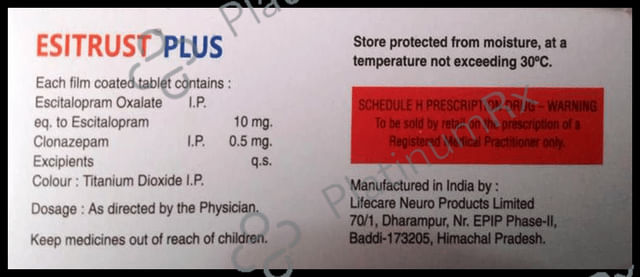 ESITRUST PLUS
Each film coated tablet contains :
Escitalopram Oxalate I.P.
eq. to Escitalopram 10 mg.
Clonazepam I.P. 0.5 mg.
Excipients q.s.
Colour : Titanium Dioxide I.P.
Dosage : As directed by the Physician.
Keep medicines out of reach of children.
Store protected from moisture, at a
temperature not exceeding 30ºC.
SCHEDULE H PRESCRIPTION DRUG - WARNING
To be sold by retail on the prescription of a
Registered Medical Practitioner only.
Manufactured in India by :
Lifecare Neuro Products Limited
70/1, Dharampur, Nr. EPIP Phase-II,
Baddi-173205, Himachal Pradesh.
PlatinumRx